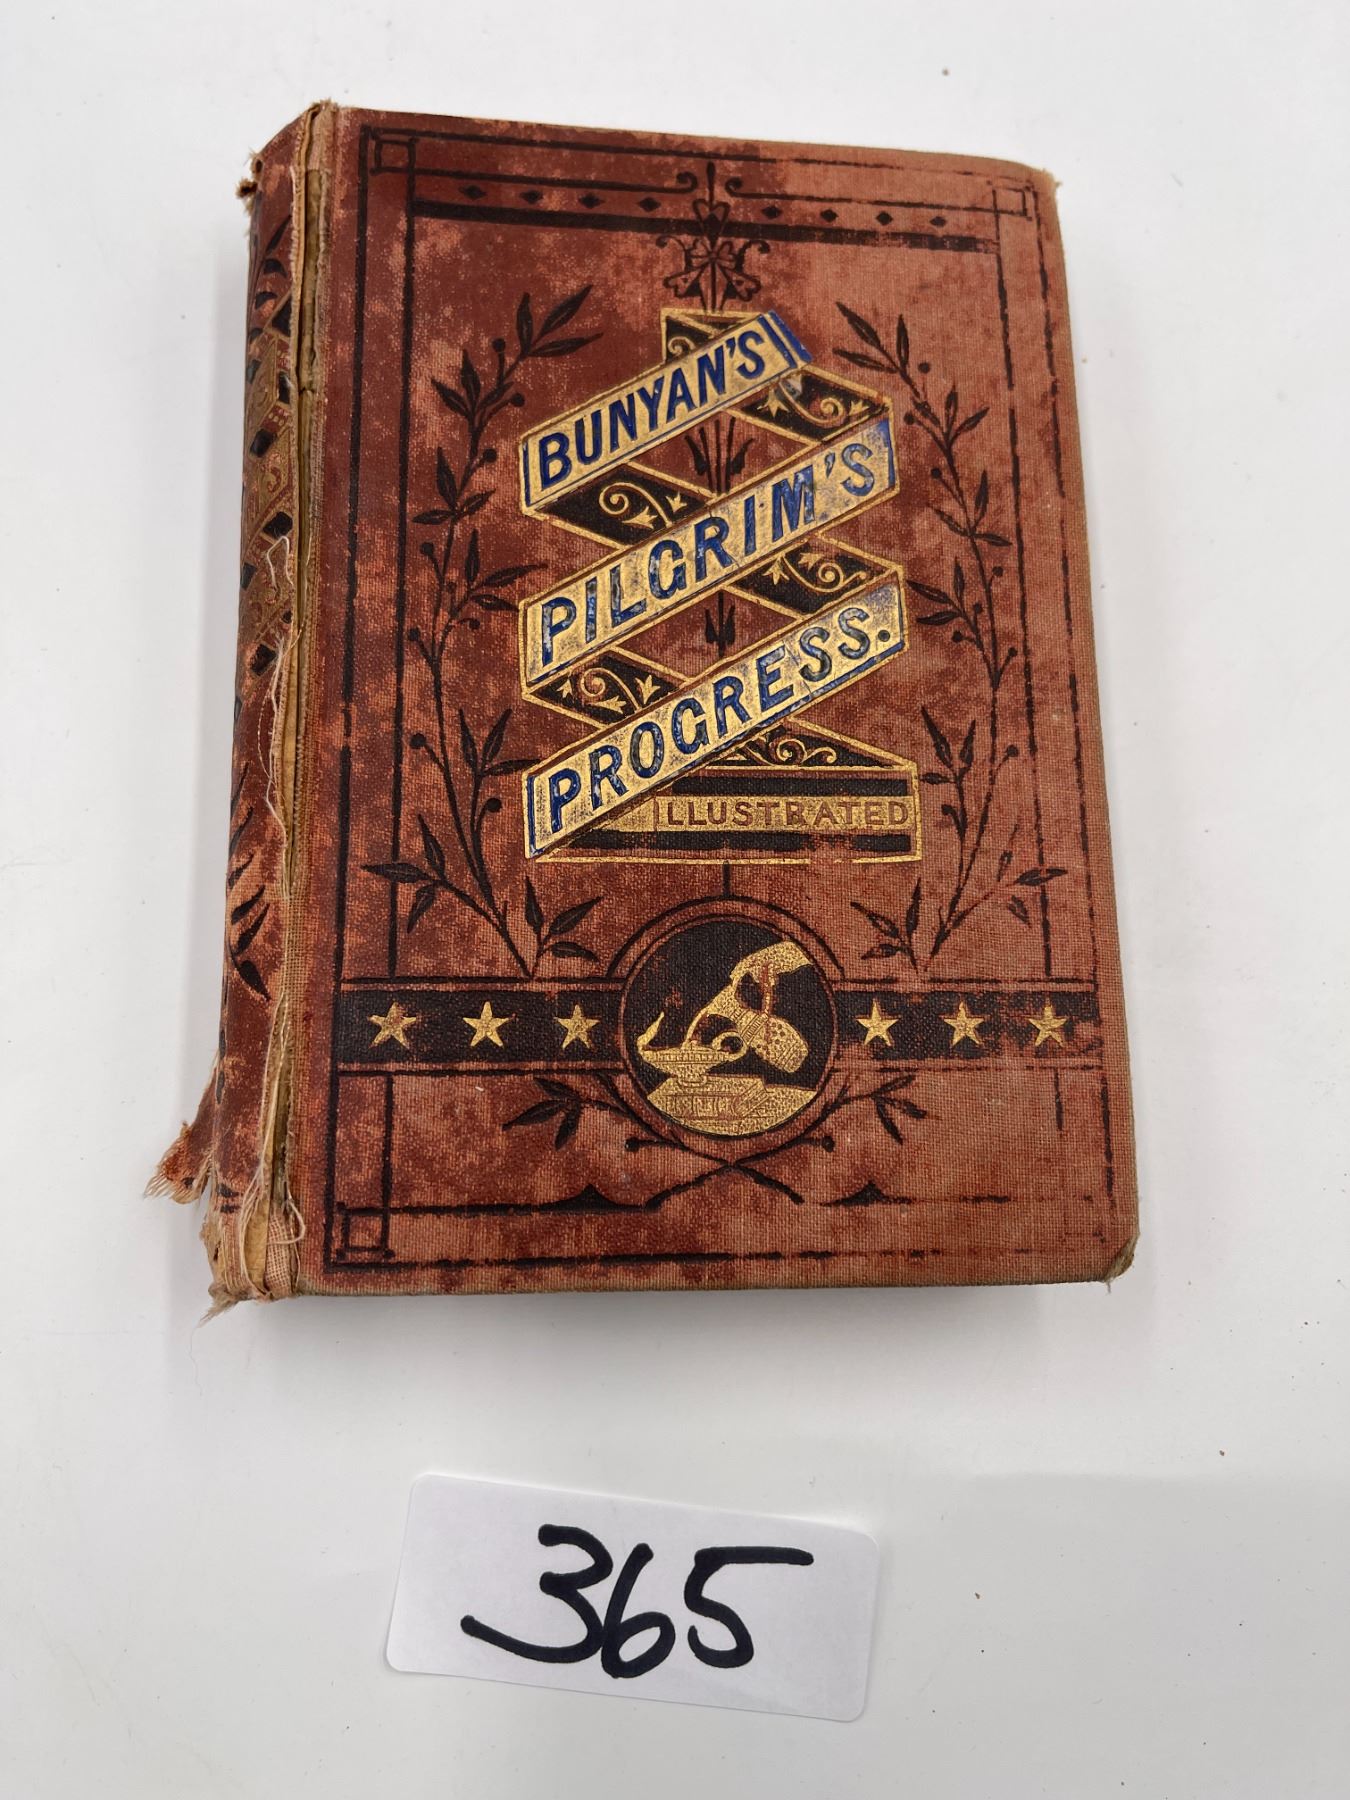 BUNYAN'S
PILGRIM'S
PROGRESS.
ILLUSTRATED
365